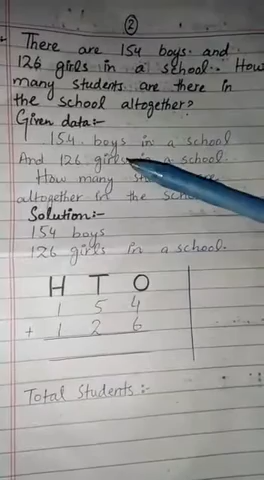 ②
There are 154 boys and
126 girls in a school. How
many students are there in
the school altogether?
Given data:-
154 boys in a school
And 126 girls a school.
How many
altogether in the
Solution:-
154 boys
126 girls in a school.
H T O
1 5 4
+ 1 2 6
Total Students:-